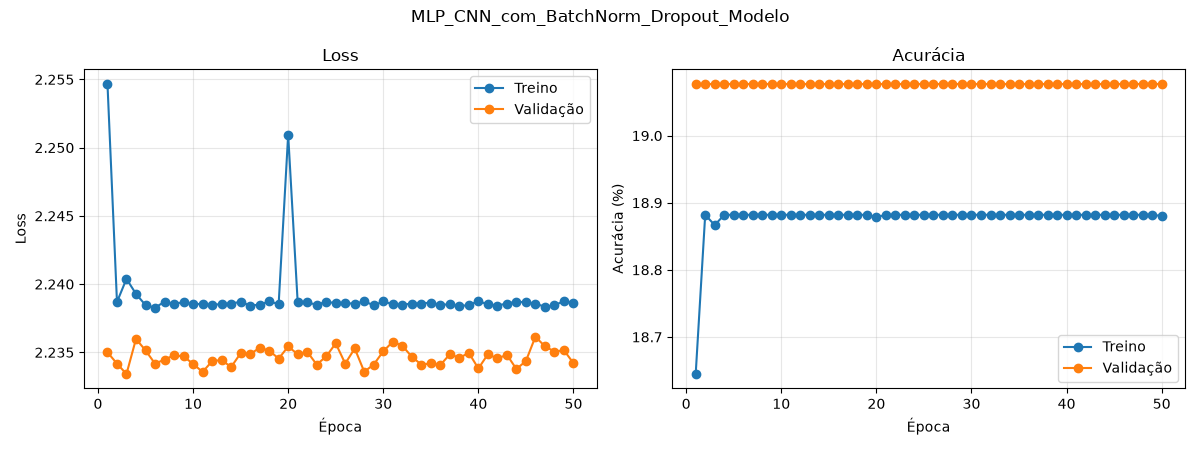 MLP_CNN_com_BatchNorm_Dropout_Modelo
Loss
2.255
2.250
2.245
2.240
2.235
Loss
0
10
20
30
40
50
Época
Treino
Validação
Acurácia
19.0
18.9
18.8
18.7
Acurácia (%)
0
10
20
30
40
50
Época
Treino
Validação